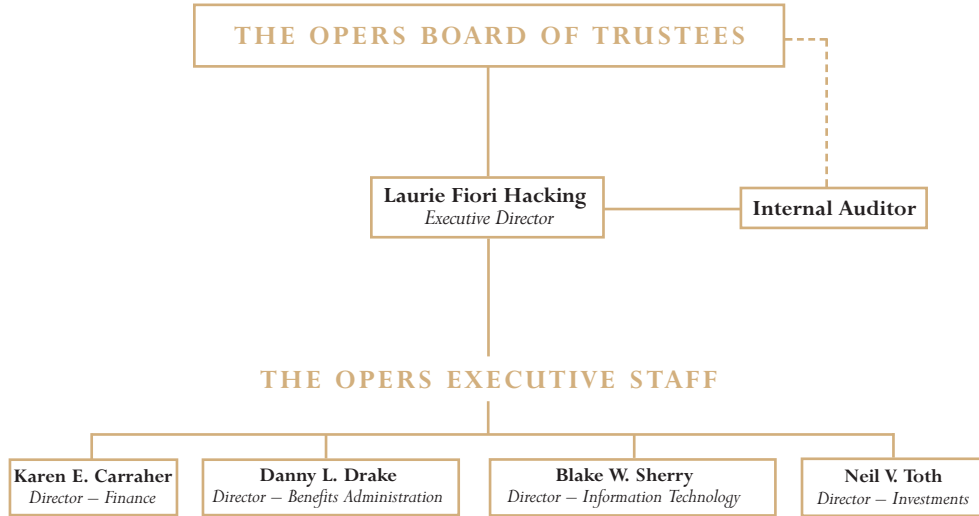 THE OPERS BOARD OF TRUSTEES
Laurie Fiori Hacking
Executive Director
Internal Auditor
THE OPERS EXECUTIVE STAFF
Karen E. Carraher
Director – Finance
Danny L. Drake
Director – Benefits Administration
Blake W. Sherry
Director – Information Technology
Neil V. Toth
Director – Investments